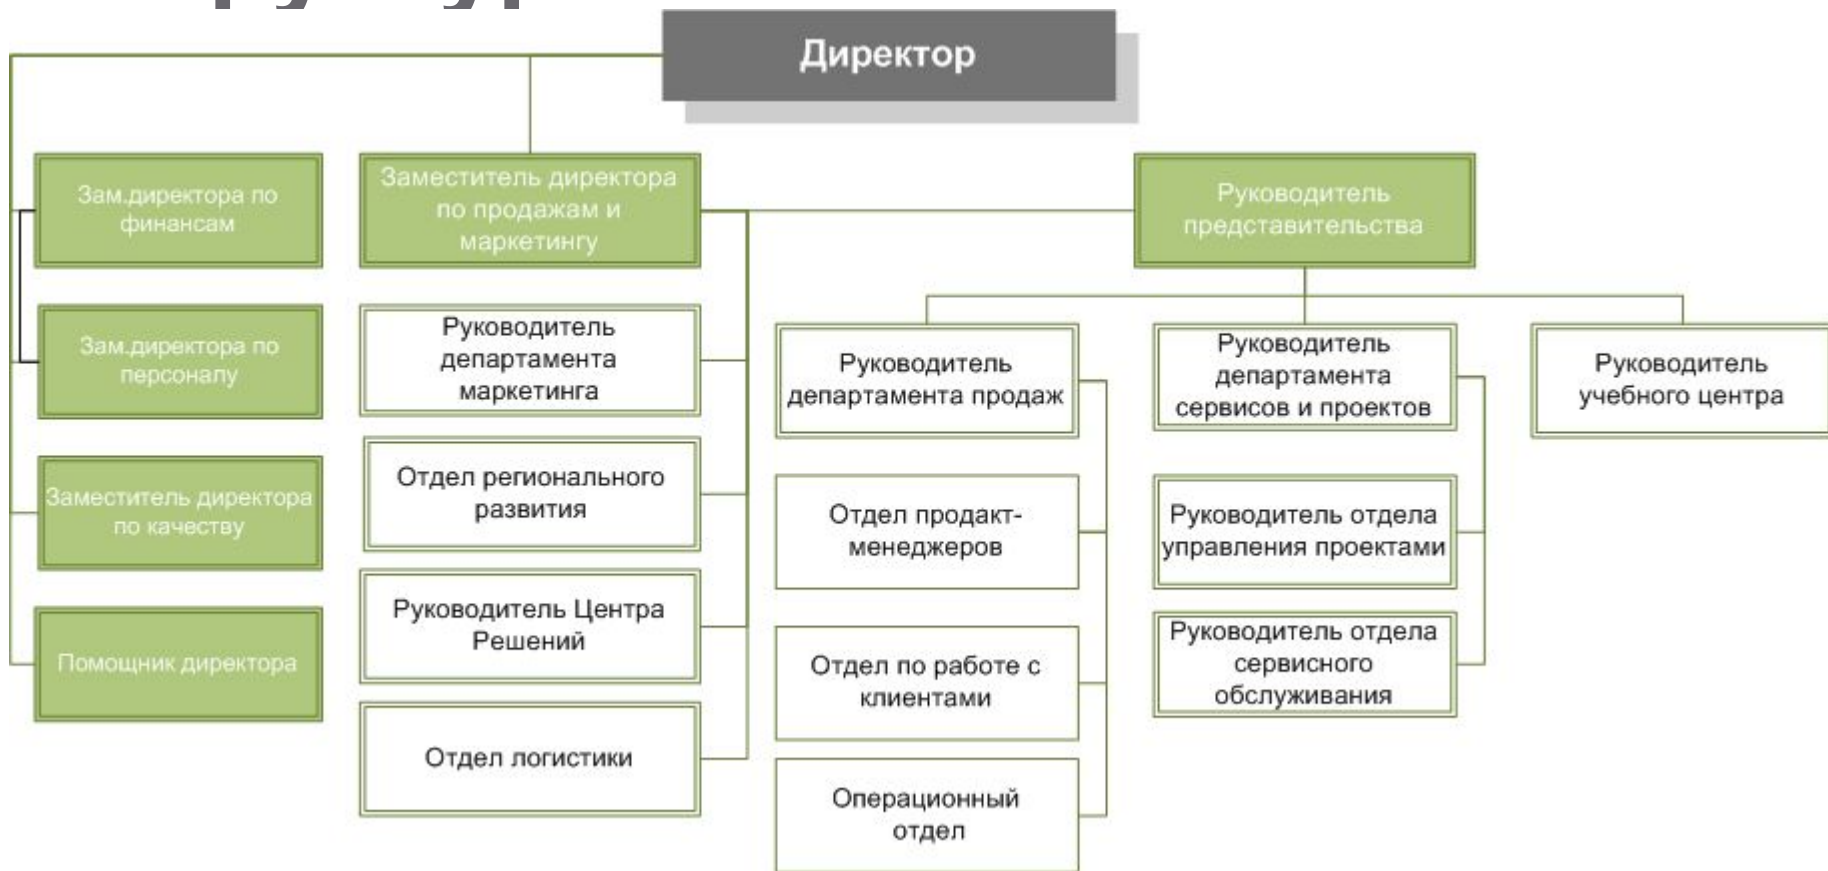 Директор
Зам.директора по
финансам
Заместитель директора
по продажам и
маркетингу
Руководитель
представительства
Зам.директора по
персоналу
Руководитель
департамента
маркетинга
Руководитель
департамента продаж
Руководитель
департамента
сервисов и проектов
Руководитель
учебного центра
Заместитель директора
по качеству
Отдел регионального
развития
Отдел продакт-
менеджеров
Руководитель отдела
управления проектами
Помощник директора
Руководитель Центра
Решений
Отдел по работе с
клиентами
Руководитель отдела
сервисного
обслуживания
Отдел логистики
Операционный
отдел